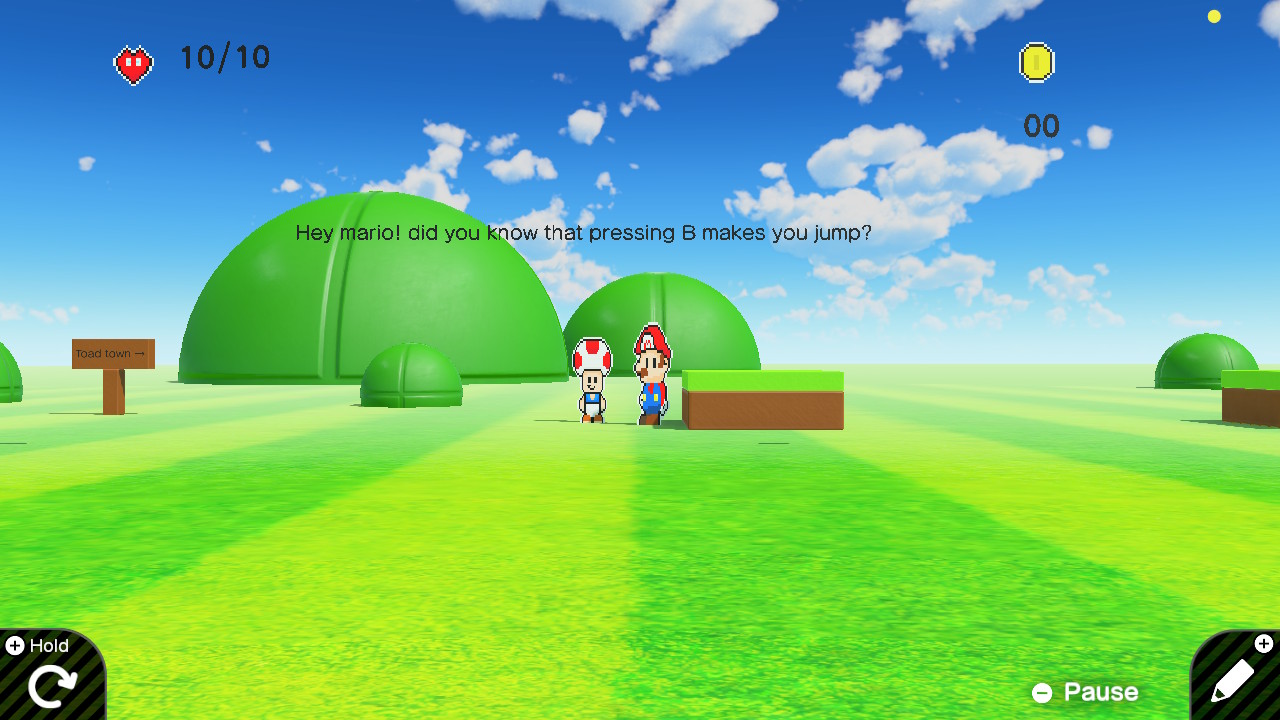 10/10
00
Hey mario! did you know that pressing B makes you jump?
Toad town →
Hold
Pause